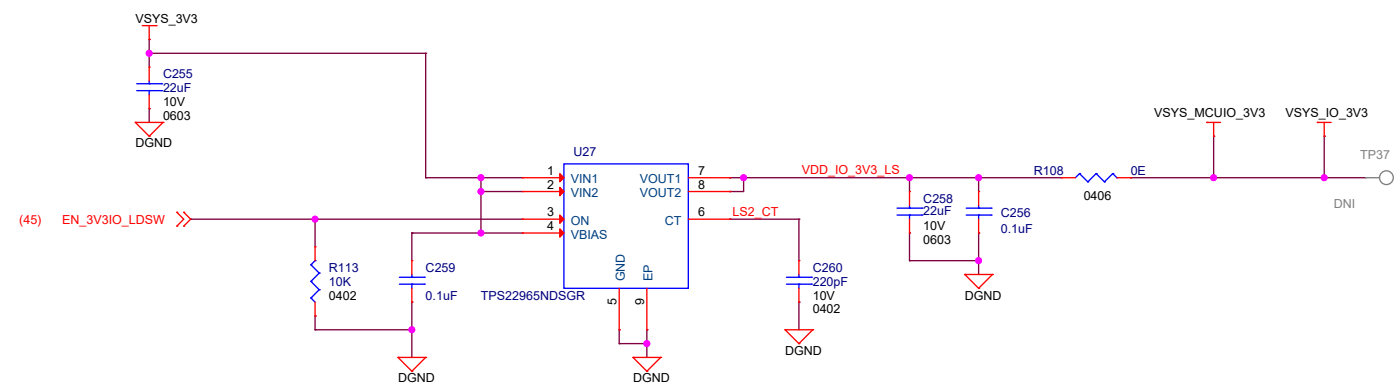 VSYS_3V3
C255
22uF
10V
0603
DGND
U27
1 VIN1
2 VIN2
3 ON
4 VBIAS
VOUT1 7
VOUT2 8
CT 6
GND 5
EP 9
TPS22965NDSGR
(45) EN_3V3IO_LDSW
R113
10K
0402
C259
0.1uF
DGND
DGND
LS2_CT
C260
220pF
10V
0402
DGND
VDD_IO_3V3_LS
C258
22uF
10V
0603
C256
0.1uF
DGND
R108 0E
0406
VSYS_MCUIO_3V3
VSYS_IO_3V3
TP37
DNI